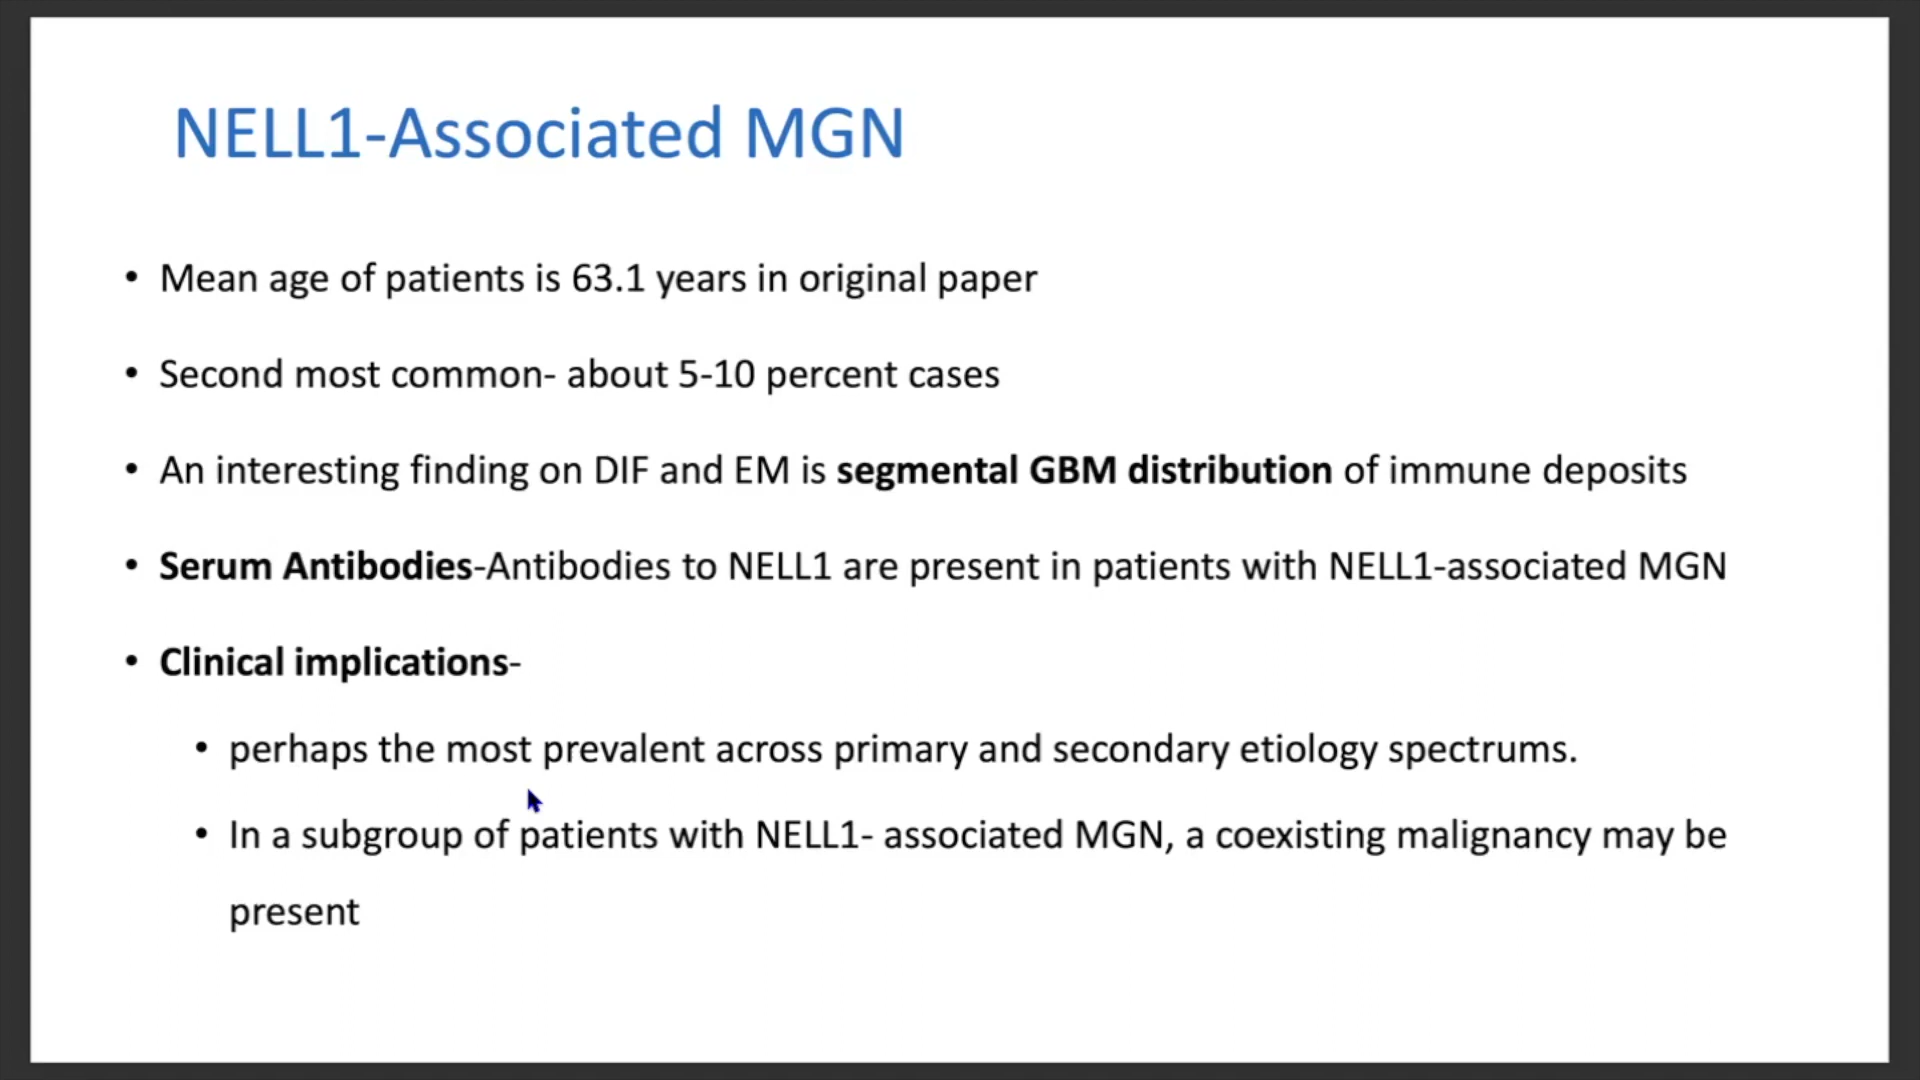 NELL1-Associated MGN
• Mean age of patients is 63.1 years in original paper
• Second most common- about 5-10 percent cases
• An interesting finding on DIF and EM is segmental GBM distribution of immune deposits
• Serum Antibodies-Antibodies to NELL1 are present in patients with NELL1-associated MGN
• Clinical implications-
• perhaps the most prevalent across primary and secondary etiology spectrums.
• In a subgroup of patients with NELL1- associated MGN, a coexisting malignancy may be
present